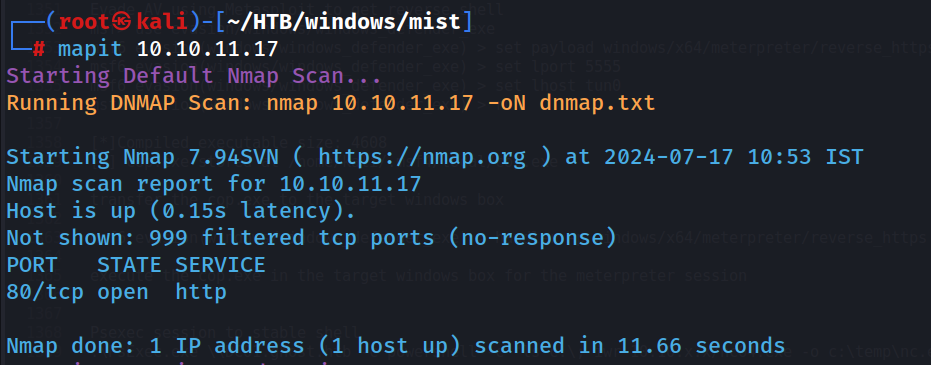 ┌──(root㉿kali)-[~/HTB/windows/mist]
└─# mapit 10.10.11.17
Starting Default Nmap Scan...
Running DNMAP Scan: nmap 10.10.11.17 -oN dnmap.txt
Starting Nmap 7.94SVN ( https://nmap.org ) at 2024-07-17 10:53 IST
Nmap scan report for 10.10.11.17
Host is up (0.15s latency).
Not shown: 999 filtered tcp ports (no-response)
PORT   STATE SERVICE
80/tcp open  http
Nmap done: 1 IP address (1 host up) scanned in 11.66 seconds